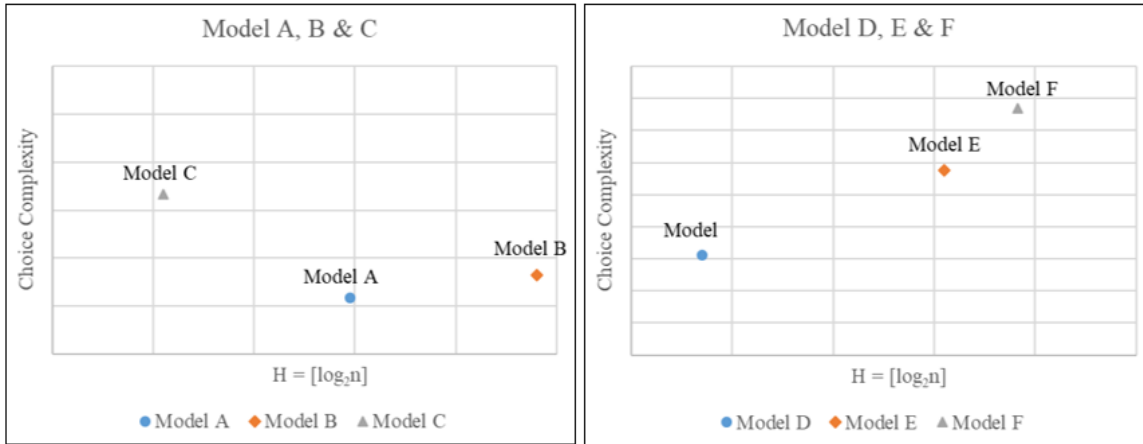 Model A, B & C
Choice Complexity
Model C
Model B
Model A
H = [log₂n]
Model A Model B Model C
Model D, E & F
Choice Complexity
Model F
Model E
Model
H = [log₂n]
Model D Model E Model F